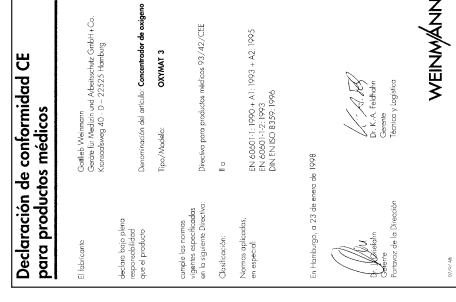 Declaración de conformidad CE
para productos médicos
El fabricante
Gottlieb Weinmann
Geräte für Medizin und Arbeitsschutz GmbH + Co.
Kronsaalsweg 40 - D - 22525 Hamburg
declara bajo plena
responsabilidad
que el producto
Denominación del artículo: Concentrador de oxígeno
Tipo/Modelo: OXYMAT 3
cumple las normas
vigentes especificadas
en la siguiente Directiva:
Directiva para productos médicos 93/42/CEE
Clasificación:
II a
Normas aplicadas,
en especial:
EN 60601-1: 1990 + A1: 1993 + A2: 1995
EN 60601-1-2: 1993
DIN EN ISO 8359: 1996
En Hamburgo, a 23 de enero de 1998
Gerente
Portavoz de la Dirección
Dr. K.A. Feldhahn
Gerente
Técnica y Logística
WEINMANN